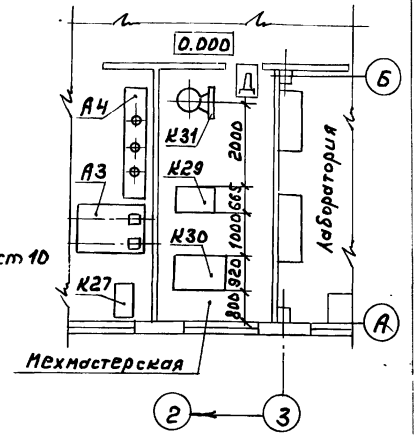 0.000
А4
Д
Б
К31
2000
А3
К29
665
Лаборатория
1000
ст 10
К30
920
К27
800
А
Мехмастерская
2
3